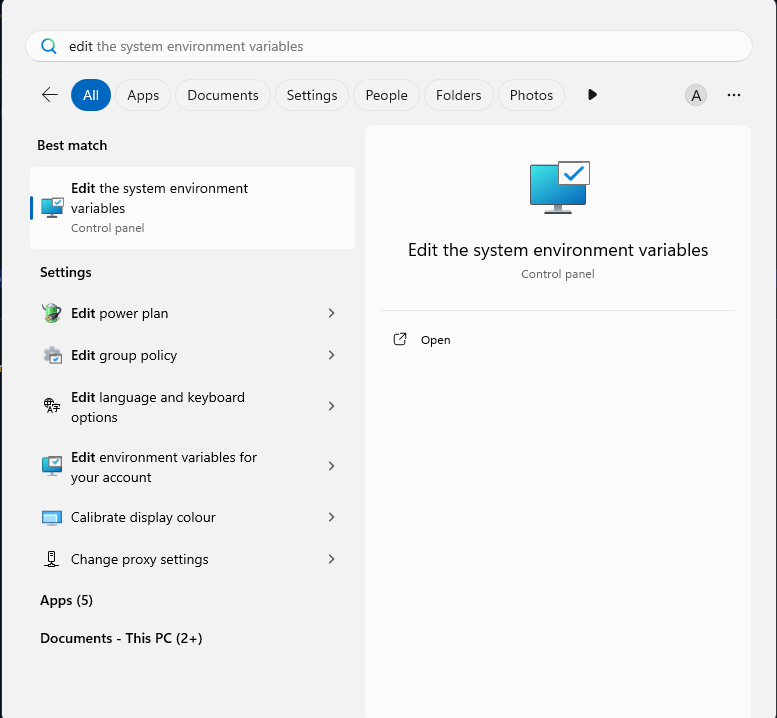 edit the system environment variables
All
Apps
Documents
Settings
People
Folders
Photos
A
Best match
Edit the system environment
variables
Control panel
Settings
Edit power plan
Edit group policy
Edit language and keyboard
options
Edit environment variables for
your account
Calibrate display colour
Change proxy settings
Apps (5)
Documents - This PC (2+)
Edit the system environment variables
Control panel
Open